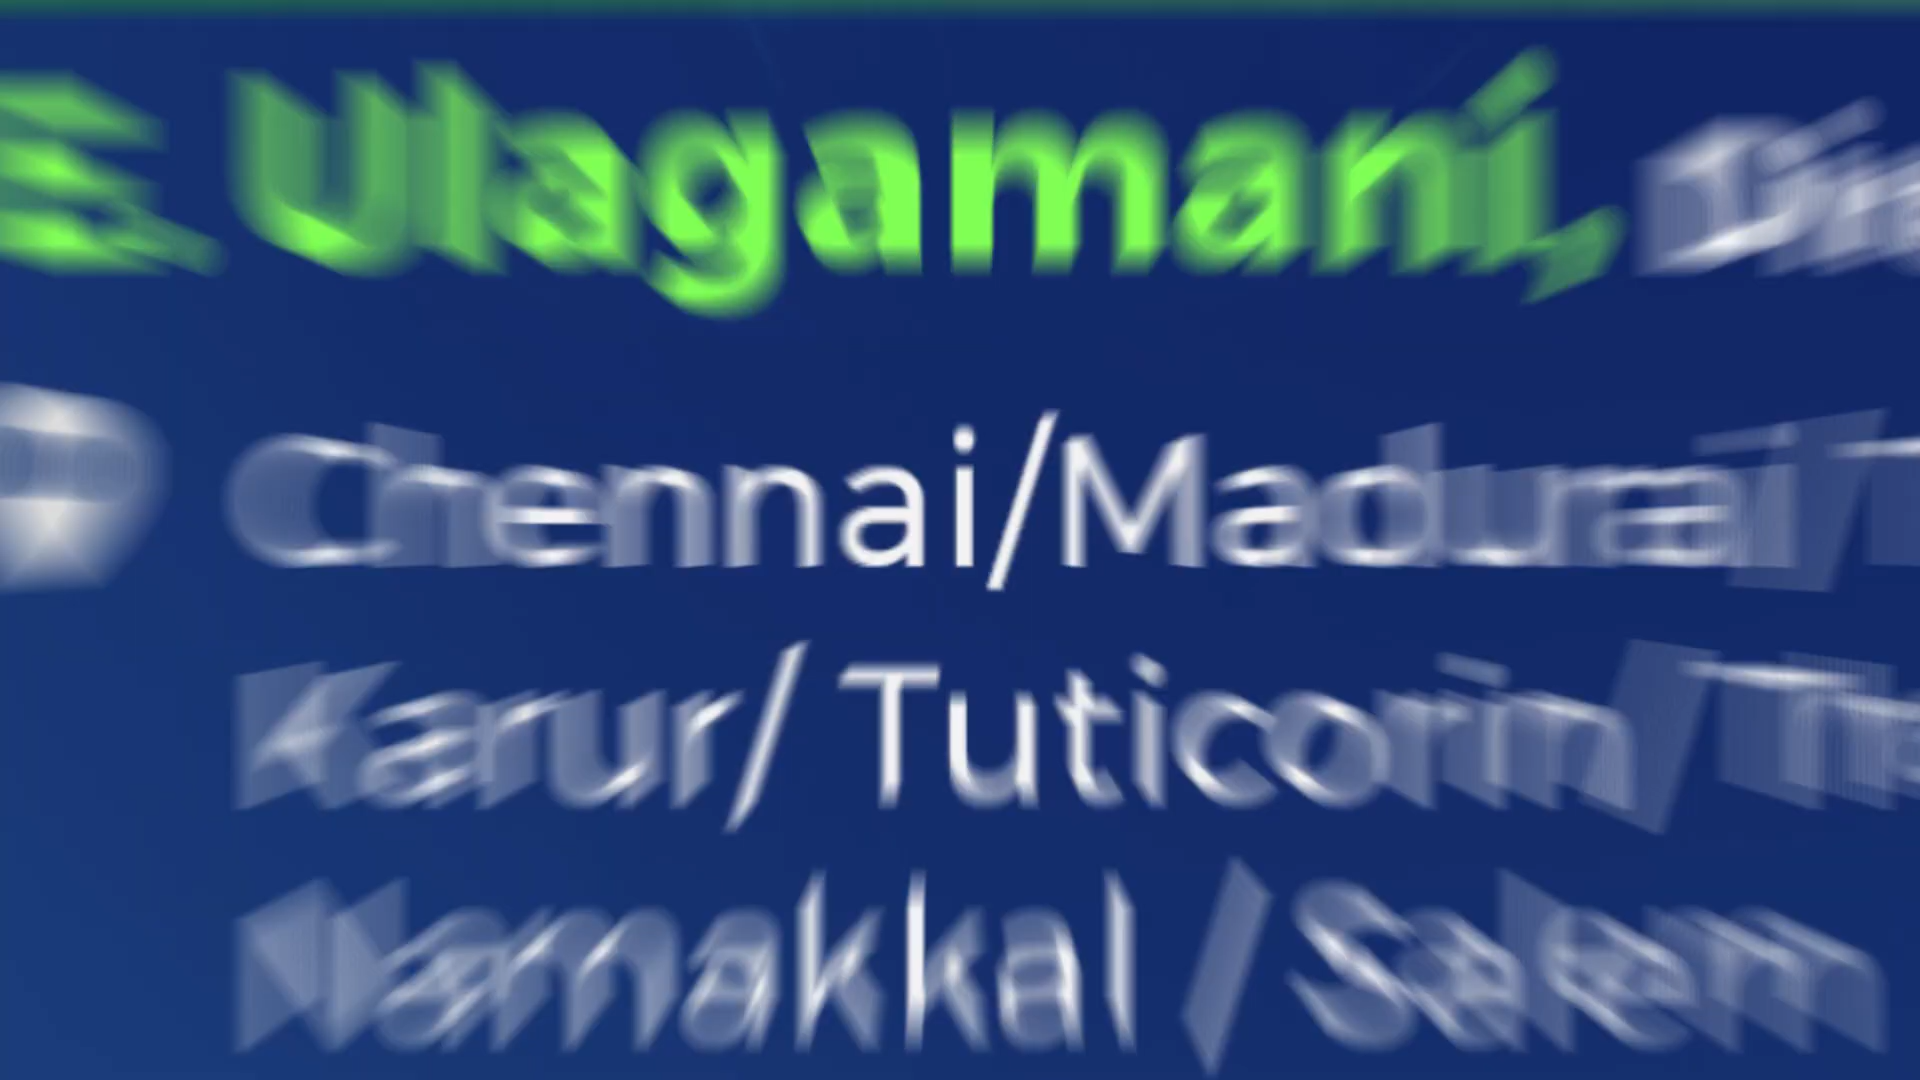 E. Ulagamani,
Chennai/Madurai/
Karur/ Tuticorin/
Namakkal /Salem